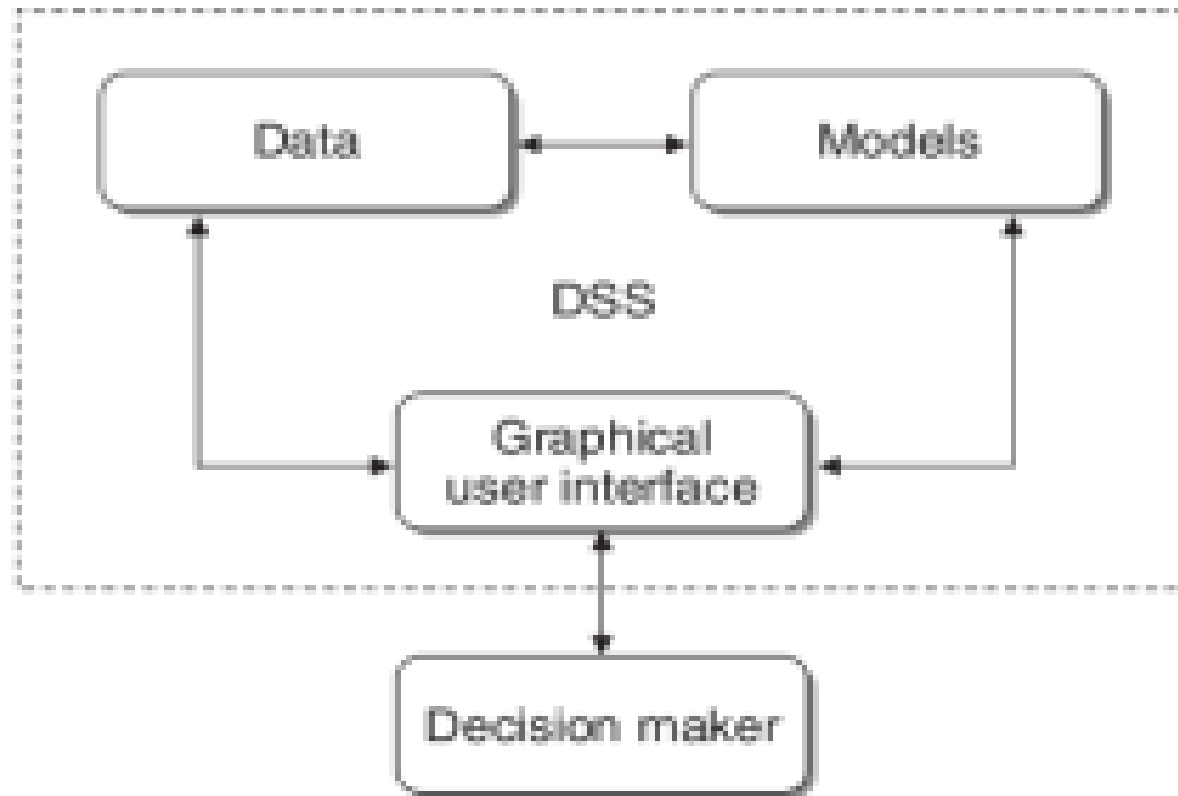 Data
Models
DSS
Graphical
user interface
Decision maker